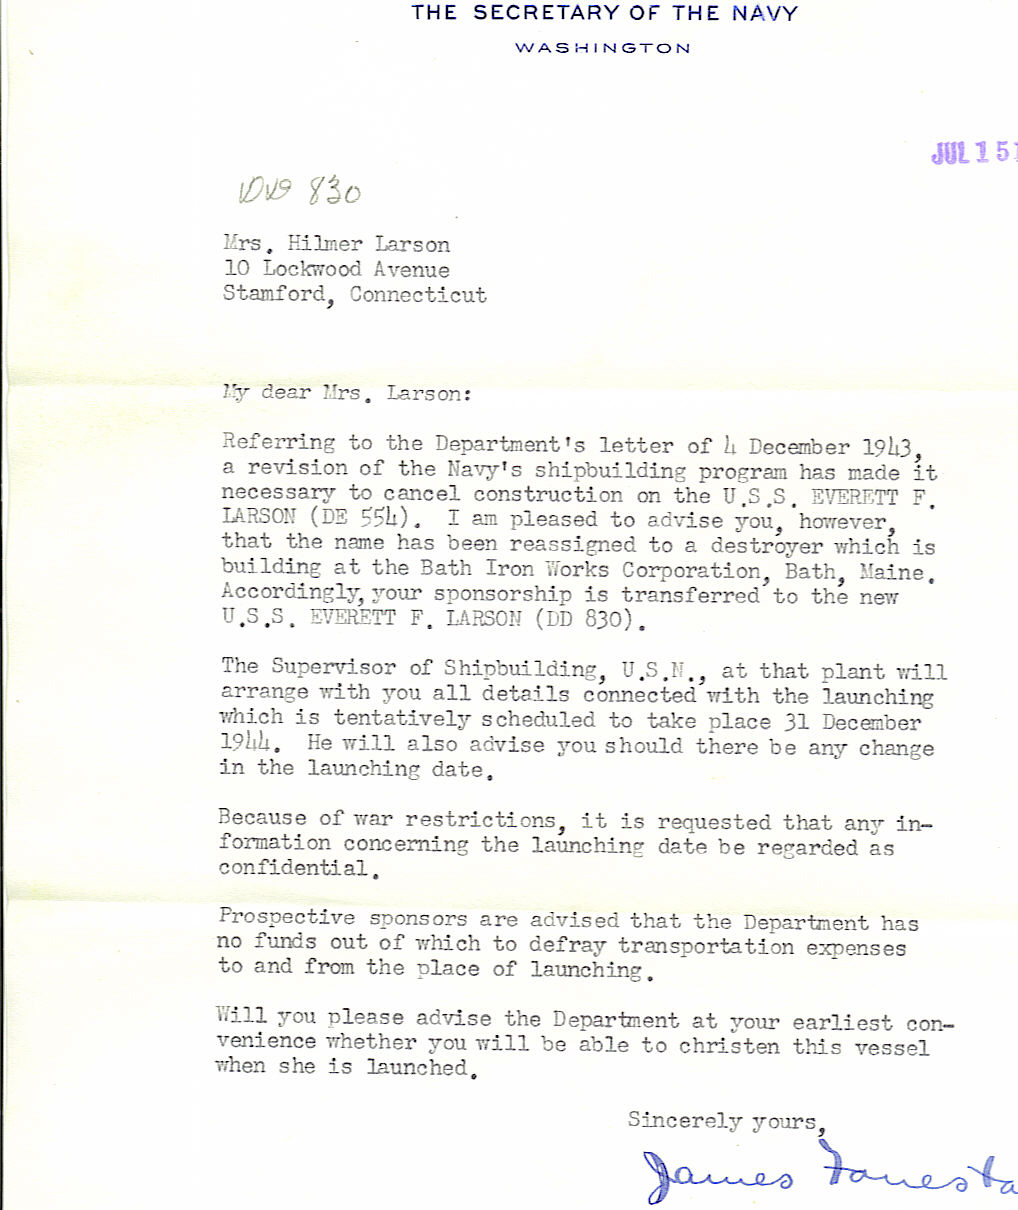 THE SECRETARY OF THE NAVY
WASHINGTON
JUL 15
DD 830
Mrs. Hilmer Larson
10 Lockwood Avenue
Stamford, Connecticut
My dear Mrs. Larson:
Referring to the Department's letter of 4 December 1943,
a revision of the Navy's shipbuilding program has made it
necessary to cancel construction on the U.S.S. EVERETT F.
LARSON (DE 554). I am pleased to advise you, however,
that the name has been reassigned to a destroyer which is
building at the Bath Iron Works Corporation, Bath, Maine.
Accordingly, your sponsorship is transferred to the new
U.S.S. EVERETT F. LARSON (DD 830).
The Supervisor of Shipbuilding, U.S.N., at that plant will
arrange with you all details connected with the launching
which is tentatively scheduled to take place 31 December
1944. He will also advise you should there be any change
in the launching date.
Because of war restrictions, it is requested that any in-
formation concerning the launching date be regarded as
confidential.
Prospective sponsors are advised that the Department has
no funds out of which to defray transportation expenses
to and from the place of launching.
Will you please advise the Department at your earliest con-
venience whether you will be able to christen this vessel
when she is launched.
Sincerely yours,
James